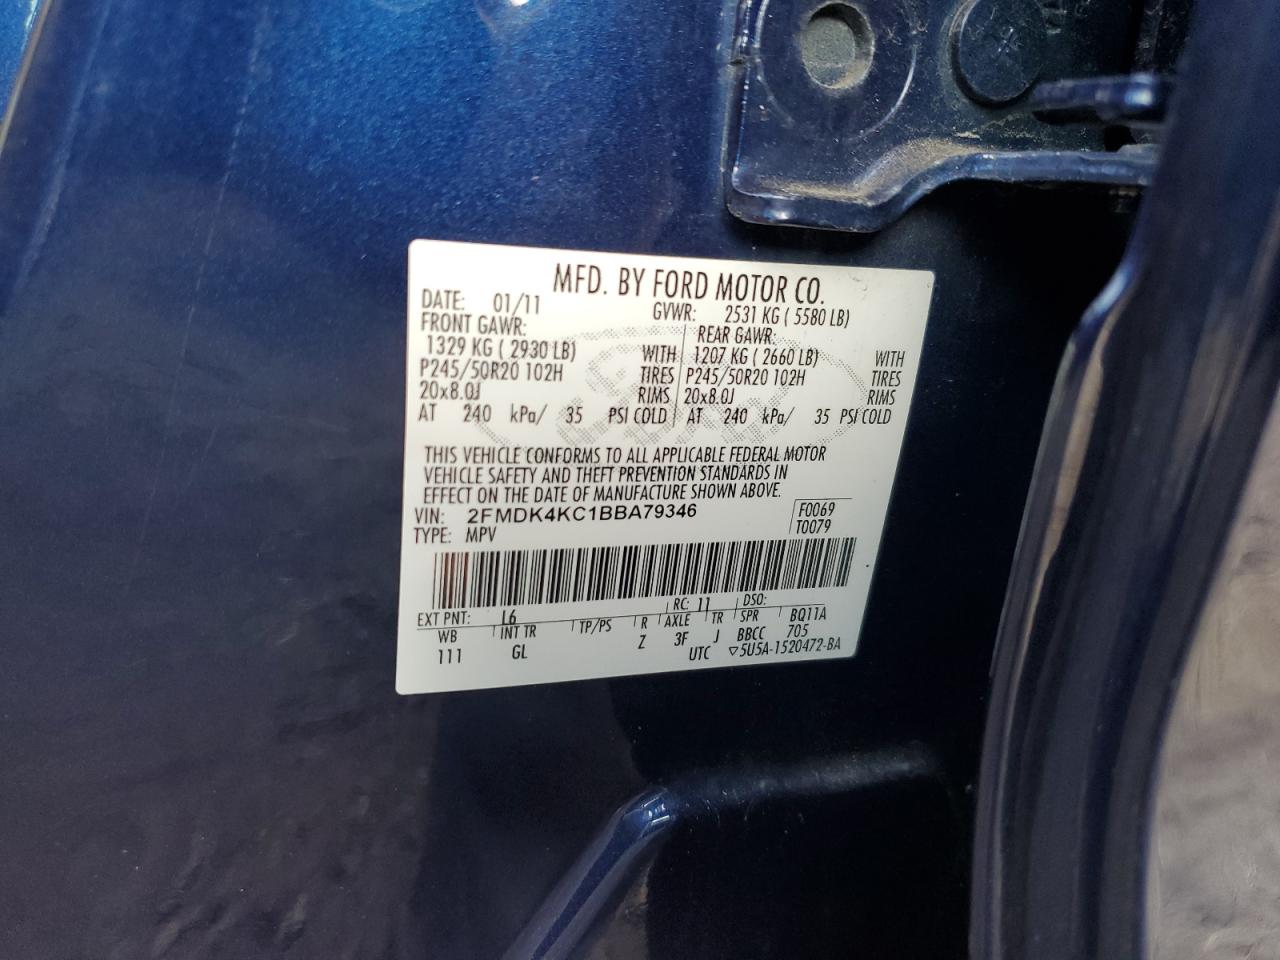 MFD. BY FORD MOTOR CO.
DATE: 01/11 GVWR: 2531 KG ( 5580 LB)
FRONT GAWR: REAR GAWR:
1329 KG ( 2930 LB) WITH 1207 KG ( 2660 LB) WITH
P245/50R20 102H TIRES P245/50R20 102H TIRES
20x8.0J RIMS 20x8.0J RIMS
AT 240 kPa/ 35 PSI COLD AT 240 kPa/ 35 PSI COLD
THIS VEHICLE CONFORMS TO ALL APPLICABLE FEDERAL MOTOR
VEHICLE SAFETY AND THEFT PREVENTION STANDARDS IN
EFFECT ON THE DATE OF MANUFACTURE SHOWN ABOVE.
VIN: 2FMDK4KC1BBA79346 F0069
TYPE: MPV T0079
EXT PNT: L6 RC: 11 DSO:
WB INT TR TP/PS R AXLE TR SPR BQ11A
111 GL Z 3F J BBCC 705
UTC ▽5U5A-1520472-BA